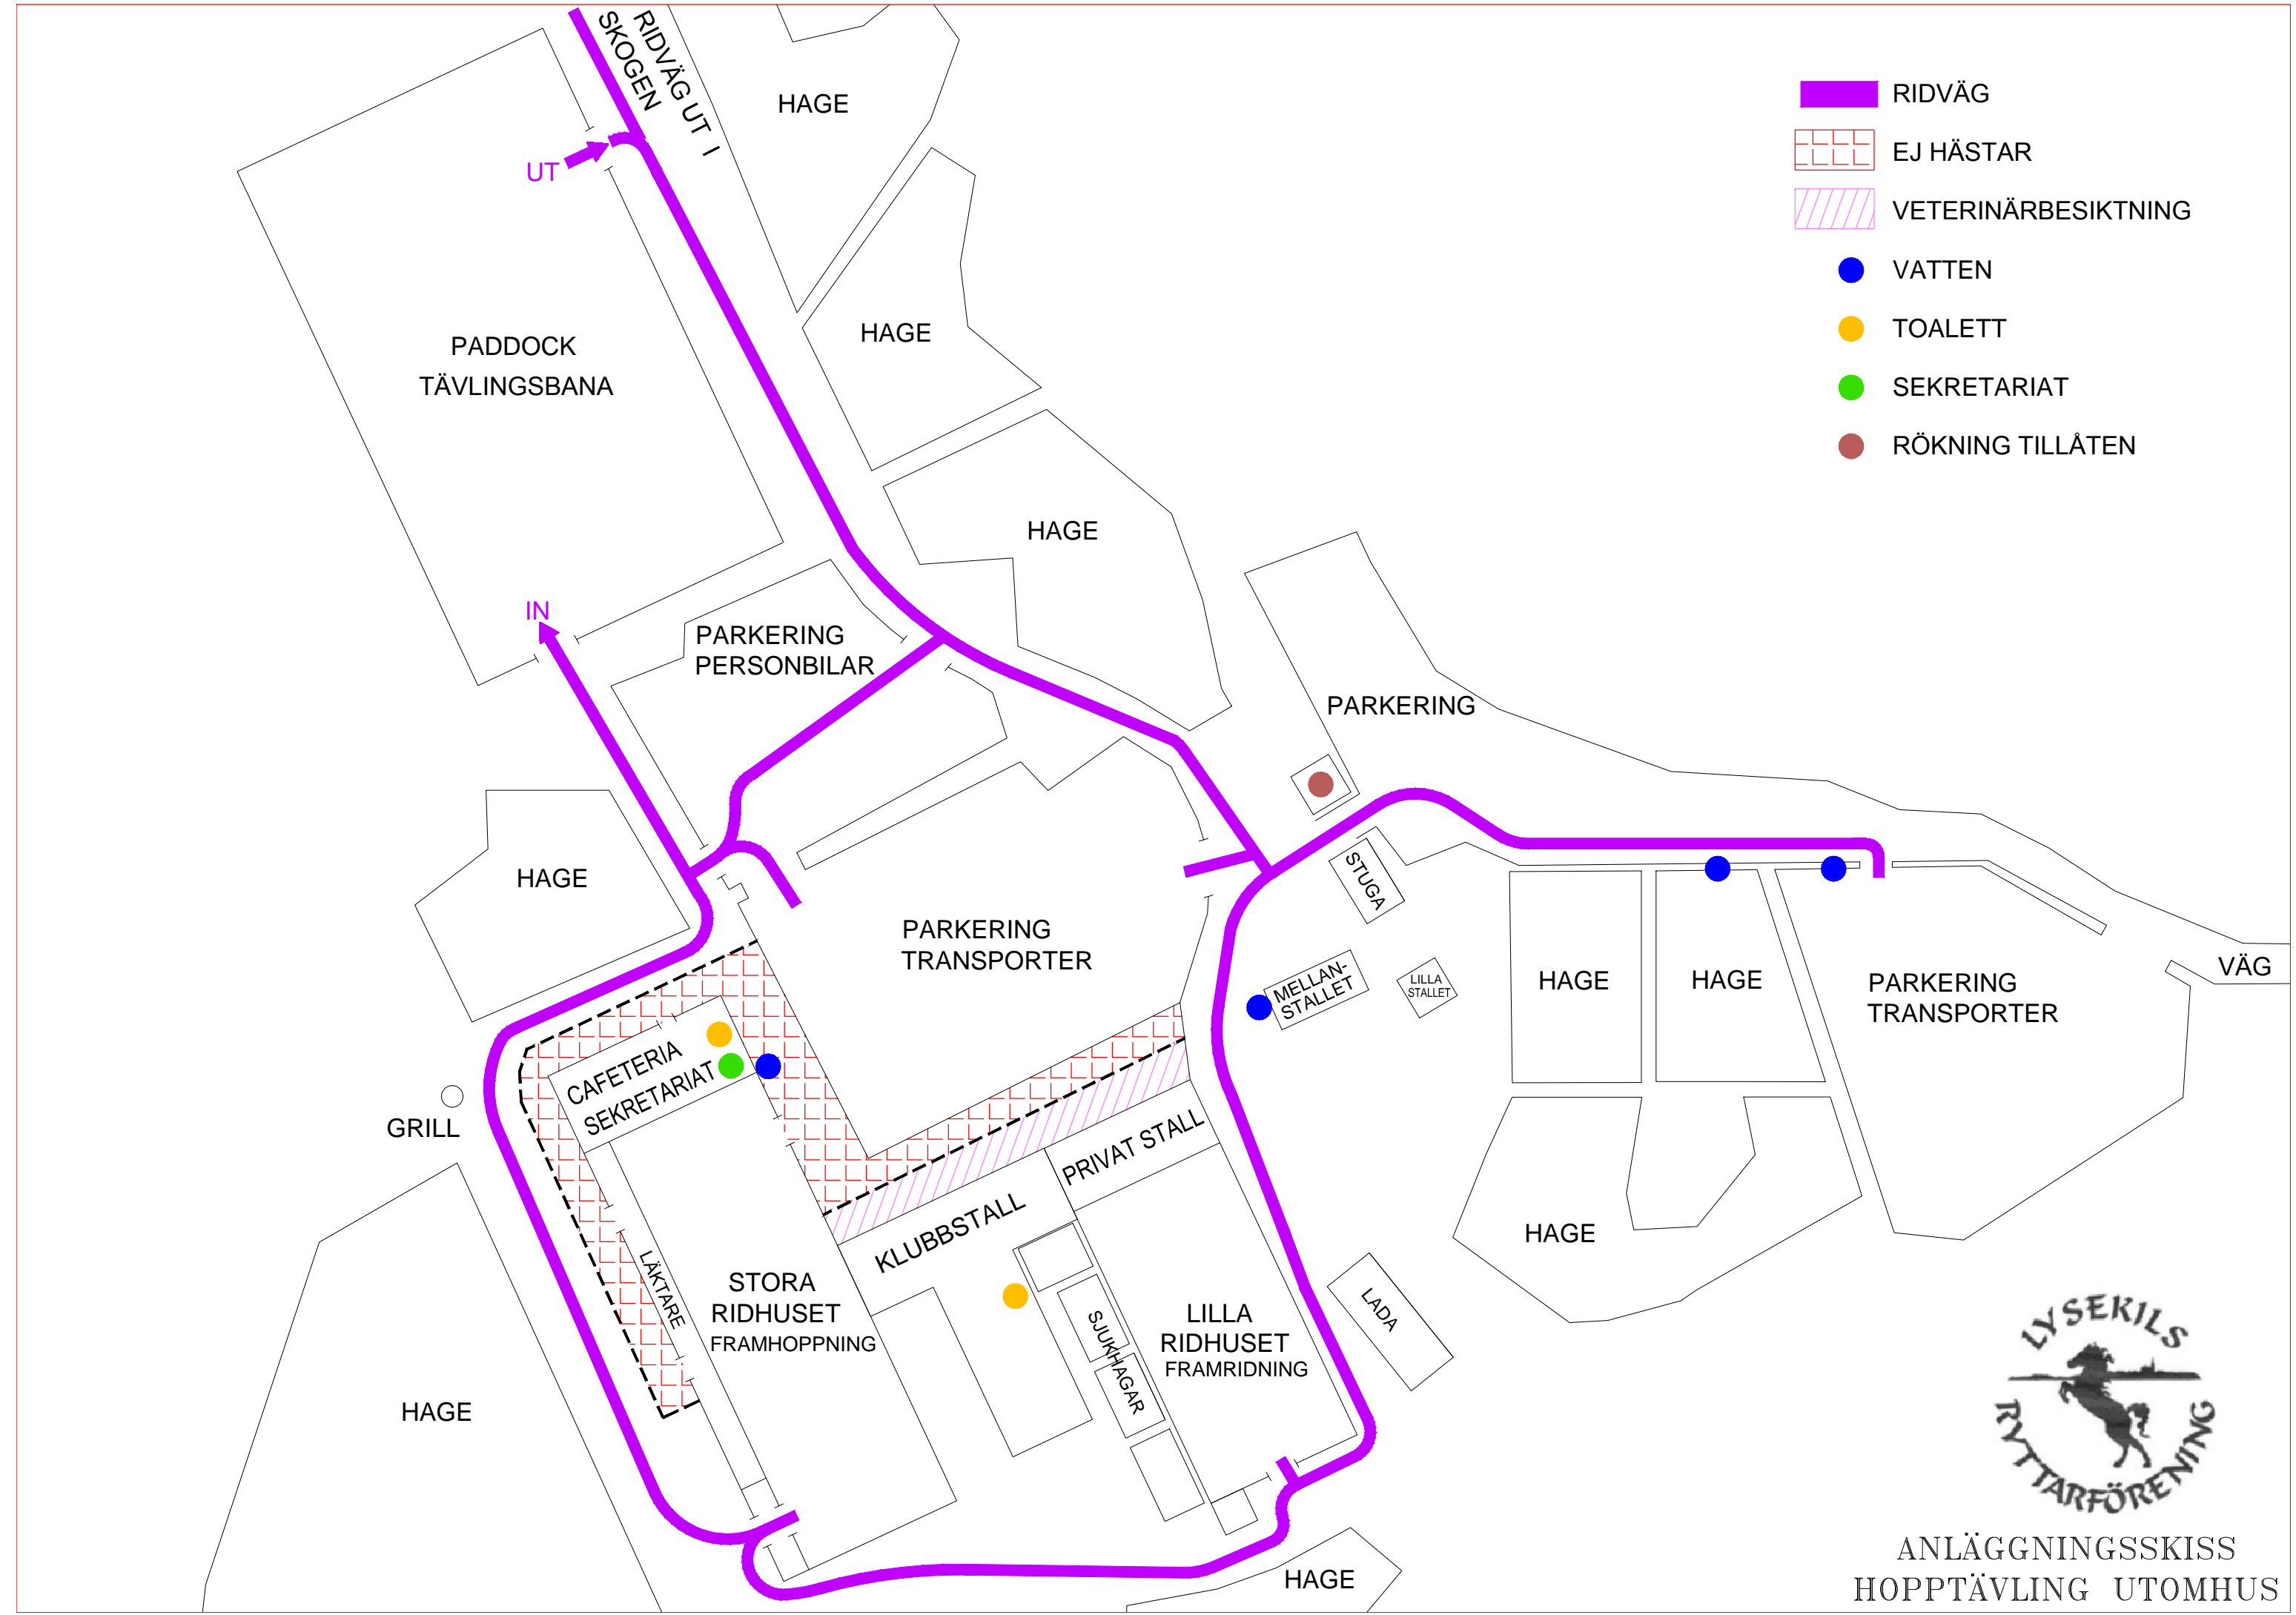 RIDVÄG UT I
SKOGEN
HAGE
RIDVÄG
EJ HÄSTAR
VETERINÄRBESIKTNING
VATTEN
TOALETT
SEKRETARIAT
RÖKNING TILLÅTEN
UT
PADDOCK
TÄVLINGSBANA
HAGE
HAGE
IN
PARKERING
PERSONBILAR
PARKERING
HAGE
STUGA
PARKERING
TRANSPORTER
MELLAN-
STALLET
LILLA
STALLET
HAGE
HAGE
PARKERING
TRANSPORTER
VÄG
CAFETERIA
SEKRETARIAT
GRILL
PRIVAT STALL
KLUBBSTALL
HAGE
LÄKTARE
STORA
RIDHUSET
FRAMHOPPNING
SJUKHAGAR
LILLA
RIDHUSET
FRAMRIDNING
LADA
HAGE
HAGE
LYSEKILS
RYTTARFÖRENING
ANLÄGGNINGSSKISS
HOPPTÄVLING UTOMHUS